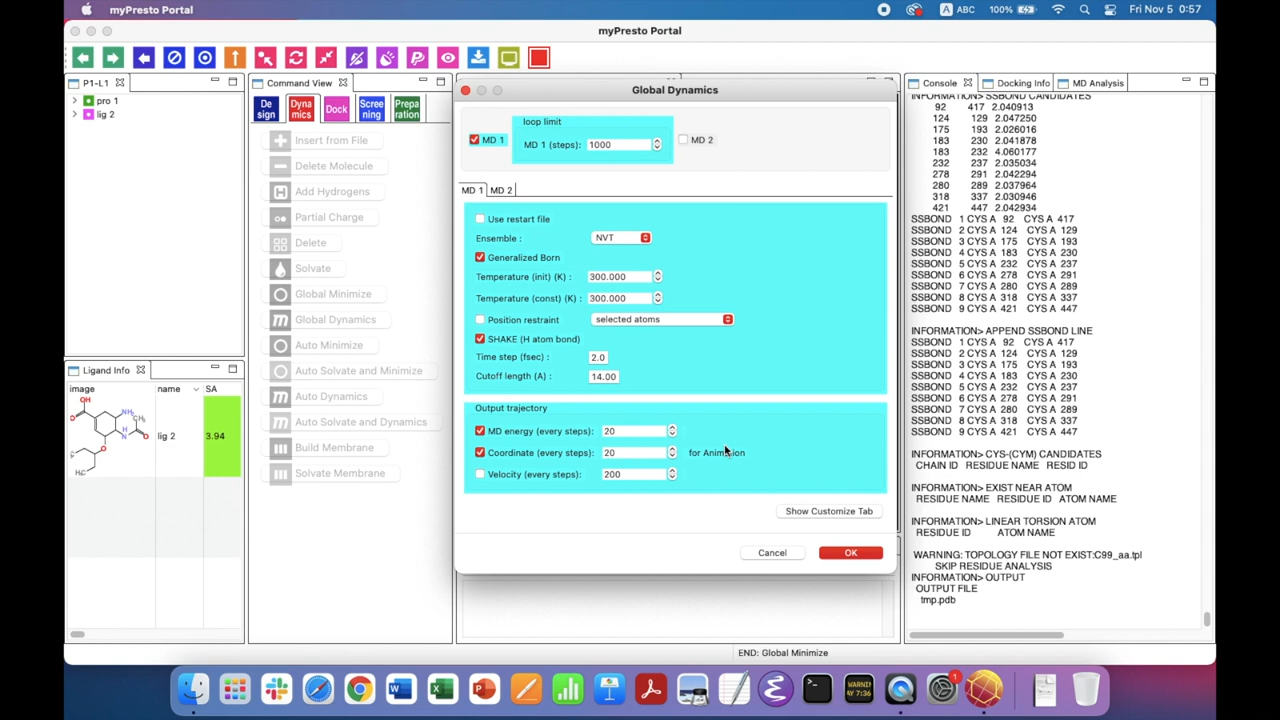 myPresto Portal
A ABC 100% Fri Nov 5 0:57
myPresto Portal
P1-L1
pro 1
lig 2
Command View
De sign
Dyna mics
Dock
Scree ning
Prepa ration
Insert from File
Delete Molecule
Add Hydrogens
Partial Charge
Delete
Solvate
Global Minimize
Global Dynamics
Auto Minimize
Auto Solvate and Minimize
Auto Dynamics
Auto Solvate and Dynamics
Build Membrane
Solvate Membrane
Ligand Info
image name SA
lig 2 3.94
Global Dynamics
loop limit
MD 1 MD 1 (steps): 1000 MD 2
MD 1 MD 2
Use restart file
Ensemble : NVT
Generalized Born
Temperature (init) (K) : 300.000
Temperature (const) (K) : 300.000
Position restraint selected atoms
SHAKE (H atom bond)
Time step (fsec) : 2.0
Cutoff length (A) : 14.00
Output trajectory
MD energy (every steps): 20
Coordinate (every steps): 20 for Animation
Velocity (every steps): 200
Show Customize Tab
Cancel OK
END: Global Minimize
Console Docking Info MD Analysis
INFORMATION> SSBOND CANDIDATES
92 417 2.040913
124 129 2.047250
175 193 2.026016
183 230 2.041878
183 232 4.060177
232 237 2.035034
278 291 2.042294
280 289 2.037964
318 337 2.030946
421 447 2.042934
SSBOND 1 CYS A 92 CYS A 417
SSBOND 2 CYS A 124 CYS A 129
SSBOND 3 CYS A 175 CYS A 193
SSBOND 4 CYS A 183 CYS A 230
SSBOND 5 CYS A 232 CYS A 237
SSBOND 6 CYS A 278 CYS A 291
SSBOND 7 CYS A 280 CYS A 289
SSBOND 8 CYS A 318 CYS A 337
SSBOND 9 CYS A 421 CYS A 447
INFORMATION> APPEND SSBOND LINE
SSBOND 1 CYS A 92 CYS A 417
SSBOND 2 CYS A 124 CYS A 129
SSBOND 3 CYS A 175 CYS A 193
SSBOND 4 CYS A 183 CYS A 230
SSBOND 5 CYS A 232 CYS A 237
SSBOND 6 CYS A 278 CYS A 291
SSBOND 7 CYS A 280 CYS A 289
SSBOND 8 CYS A 318 CYS A 337
SSBOND 9 CYS A 421 CYS A 447
INFORMATION> CYS-(CYM) CANDIDATES
CHAIN ID RESIDUE NAME RESID ID
INFORMATION> EXIST NEAR ATOM
RESIDUE NAME RESIDUE ID ATOM NAME
INFORMATION> LINEAR TORSION ATOM
RESIDUE ID ATOM NAME
WARNING: TOPOLOGY FILE NOT EXIST:C99_aa.tpl
SKIP RESIDUE ANALYSIS
INFORMATION> OUTPUT
OUTPUT FILE
tmp.pdb